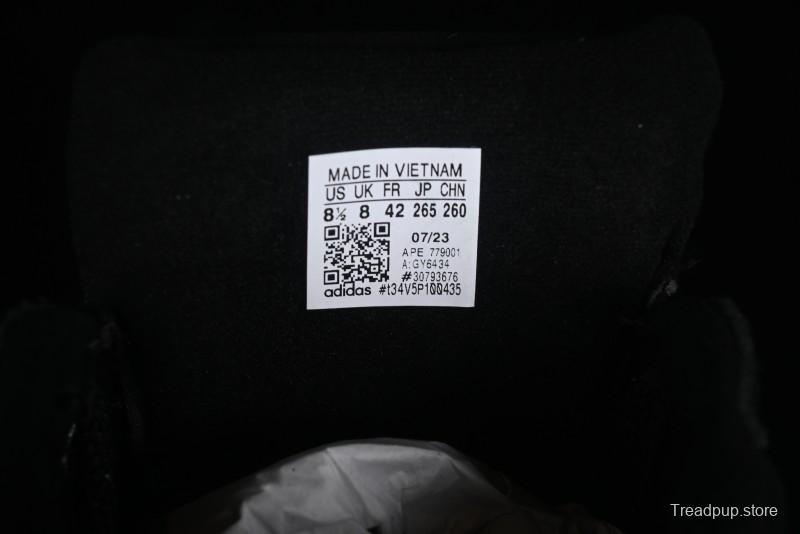 MADE IN VIETNAM
US UK FR JP CHN
8½ 8 42 265 260
07/23
APE 779001
A:GY6434
#30793676
adidas #t34V5P100435
Treadpup.store